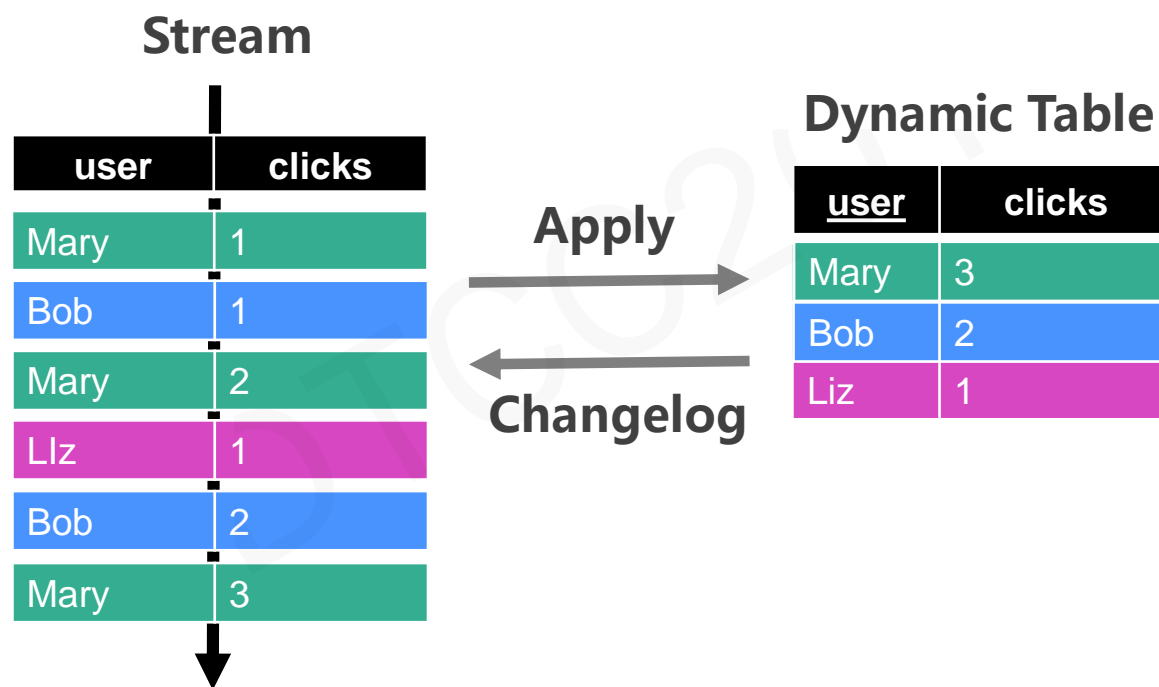 Stream
user clicks
Mary 1
Bob 1
Mary 2
LIz 1
Bob 2
Mary 3
Apply
Changelog
Dynamic Table
user clicks
Mary 3
Bob 2
Liz 1